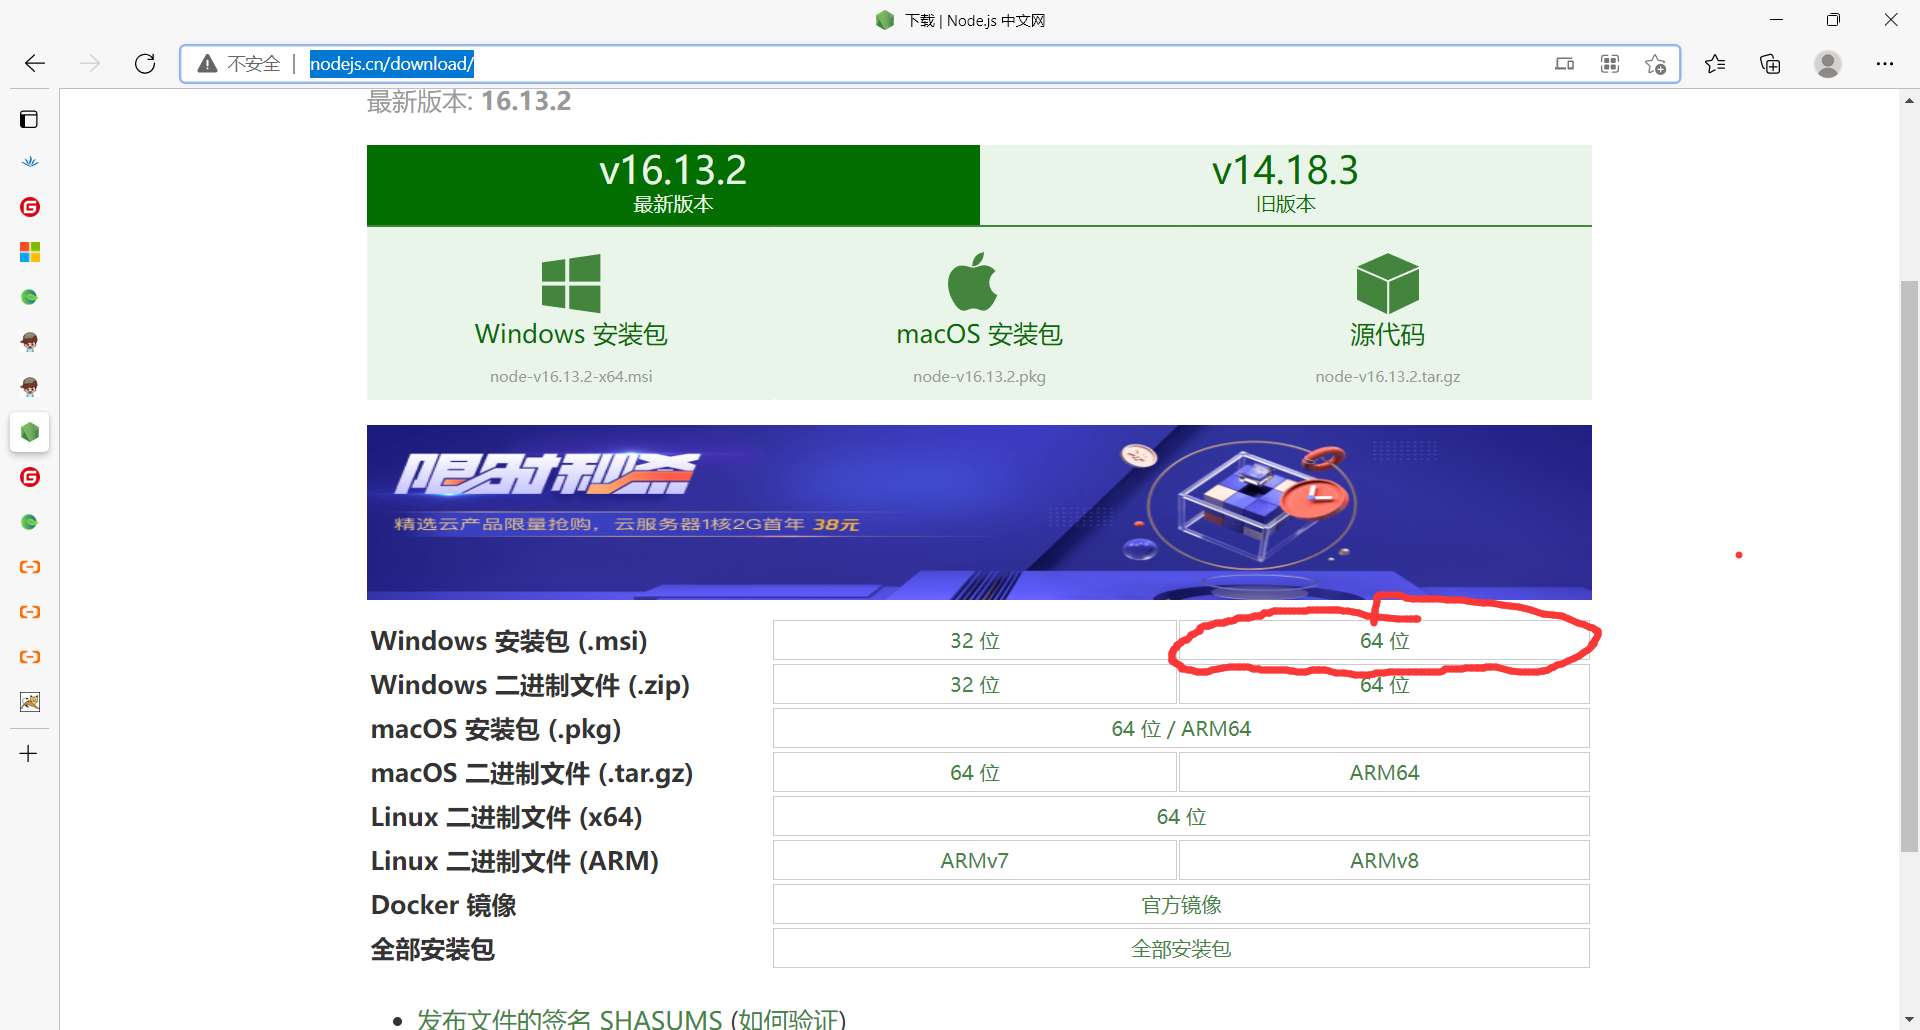 下载 | Node.js 中文网
不安全 | nodejs.cn/download/
最新版本: 16.13.2
v16.13.2
最新版本
v14.18.3
旧版本
Windows 安装包
node-v16.13.2-x64.msi
macOS 安装包
node-v16.13.2.pkg
源代码
node-v16.13.2.tar.gz
限时秒杀
精选云产品限量抢购，云服务器1核2G首年 38元
Windows 安装包 (.msi) 32 位 64 位
Windows 二进制文件 (.zip) 32 位 64 位
macOS 安装包 (.pkg) 64 位 / ARM64
macOS 二进制文件 (.tar.gz) 64 位 ARM64
Linux 二进制文件 (x64) 64 位
Linux 二进制文件 (ARM) ARMv7 ARMv8
Docker 镜像 官方镜像
全部安装包 全部安装包
• 发布文件的签名 SHASUMS (如何验证)